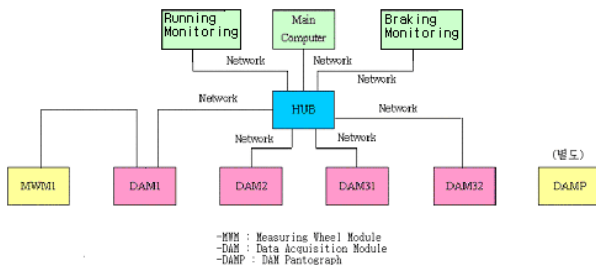 Running Monitoring
Main Computer
Braking Monitoring
Network
Network
Network
Network
HUB
Network
Network
Network
(별도)
MWM1
DAM1
DAM2
DAM31
DAM32
DAMP
-MWM : Measuring Wheel Module
-DAM : Data Acquisition Module
-DAMP : DAM Pantograph